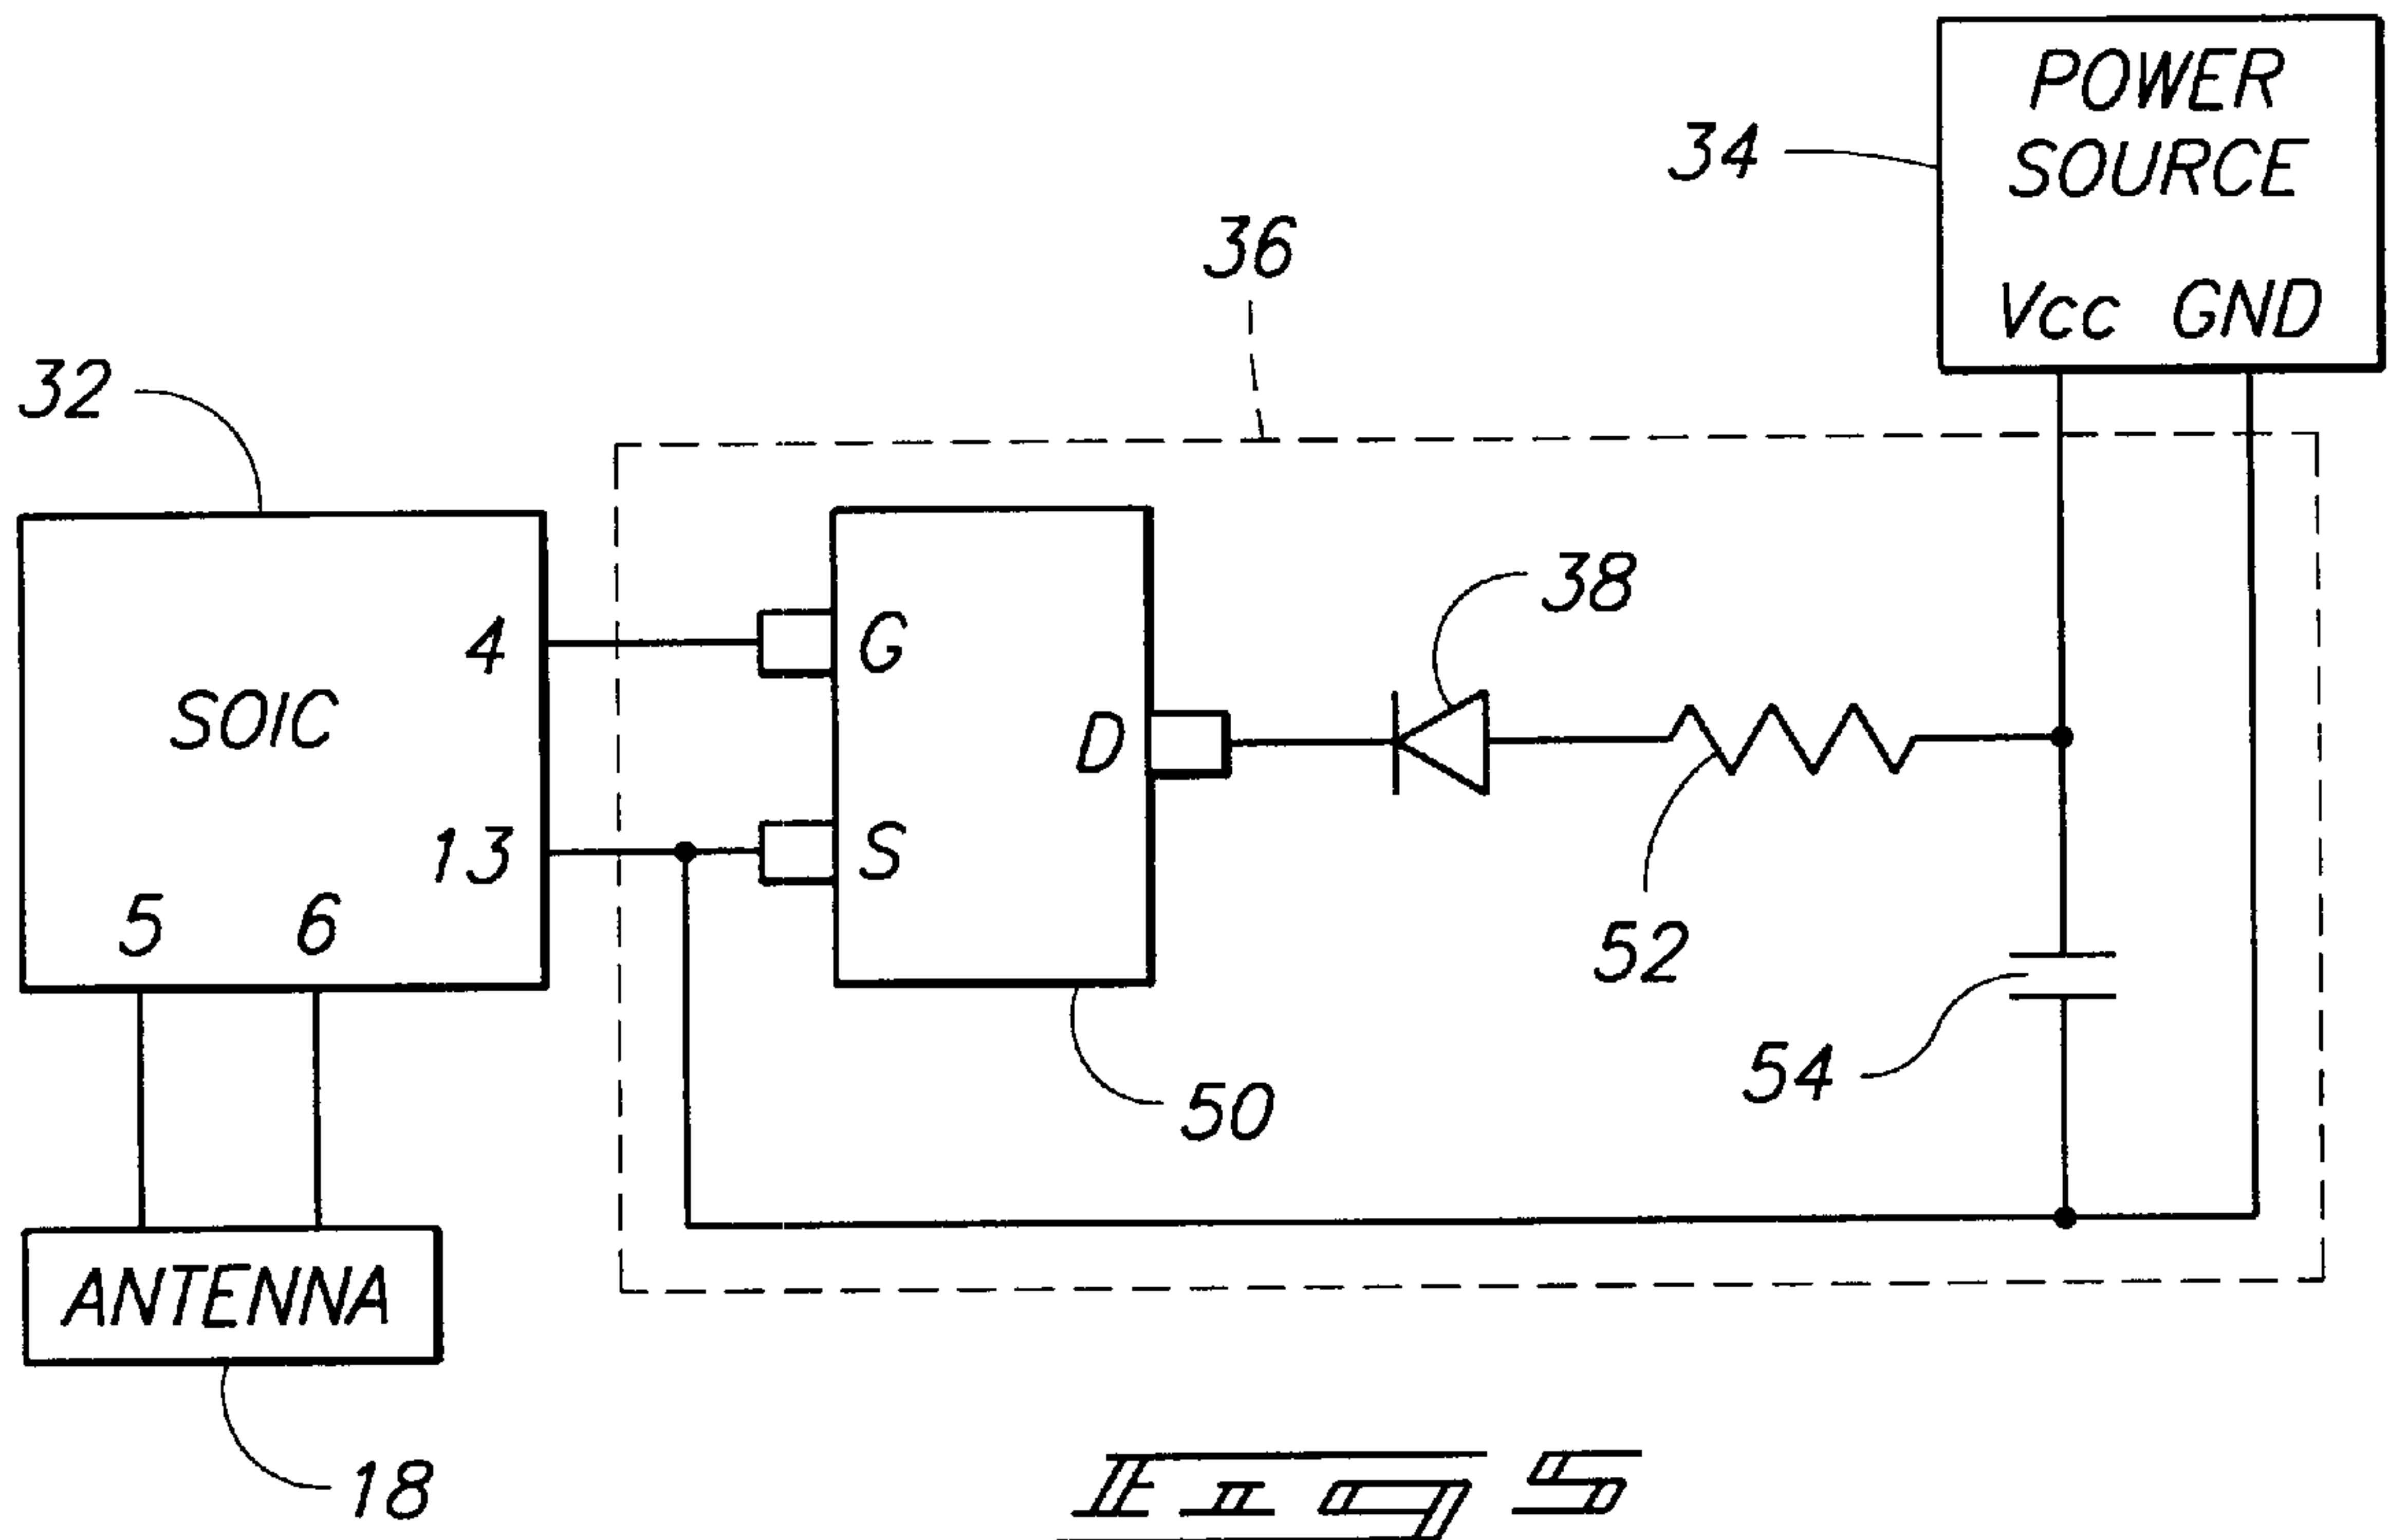 POWER
SOURCE
Vcc GND
34
36
32
SOIC
4
13
5 6
G
S
D
38
52
54
50
ANTENNA
18
Fig 5